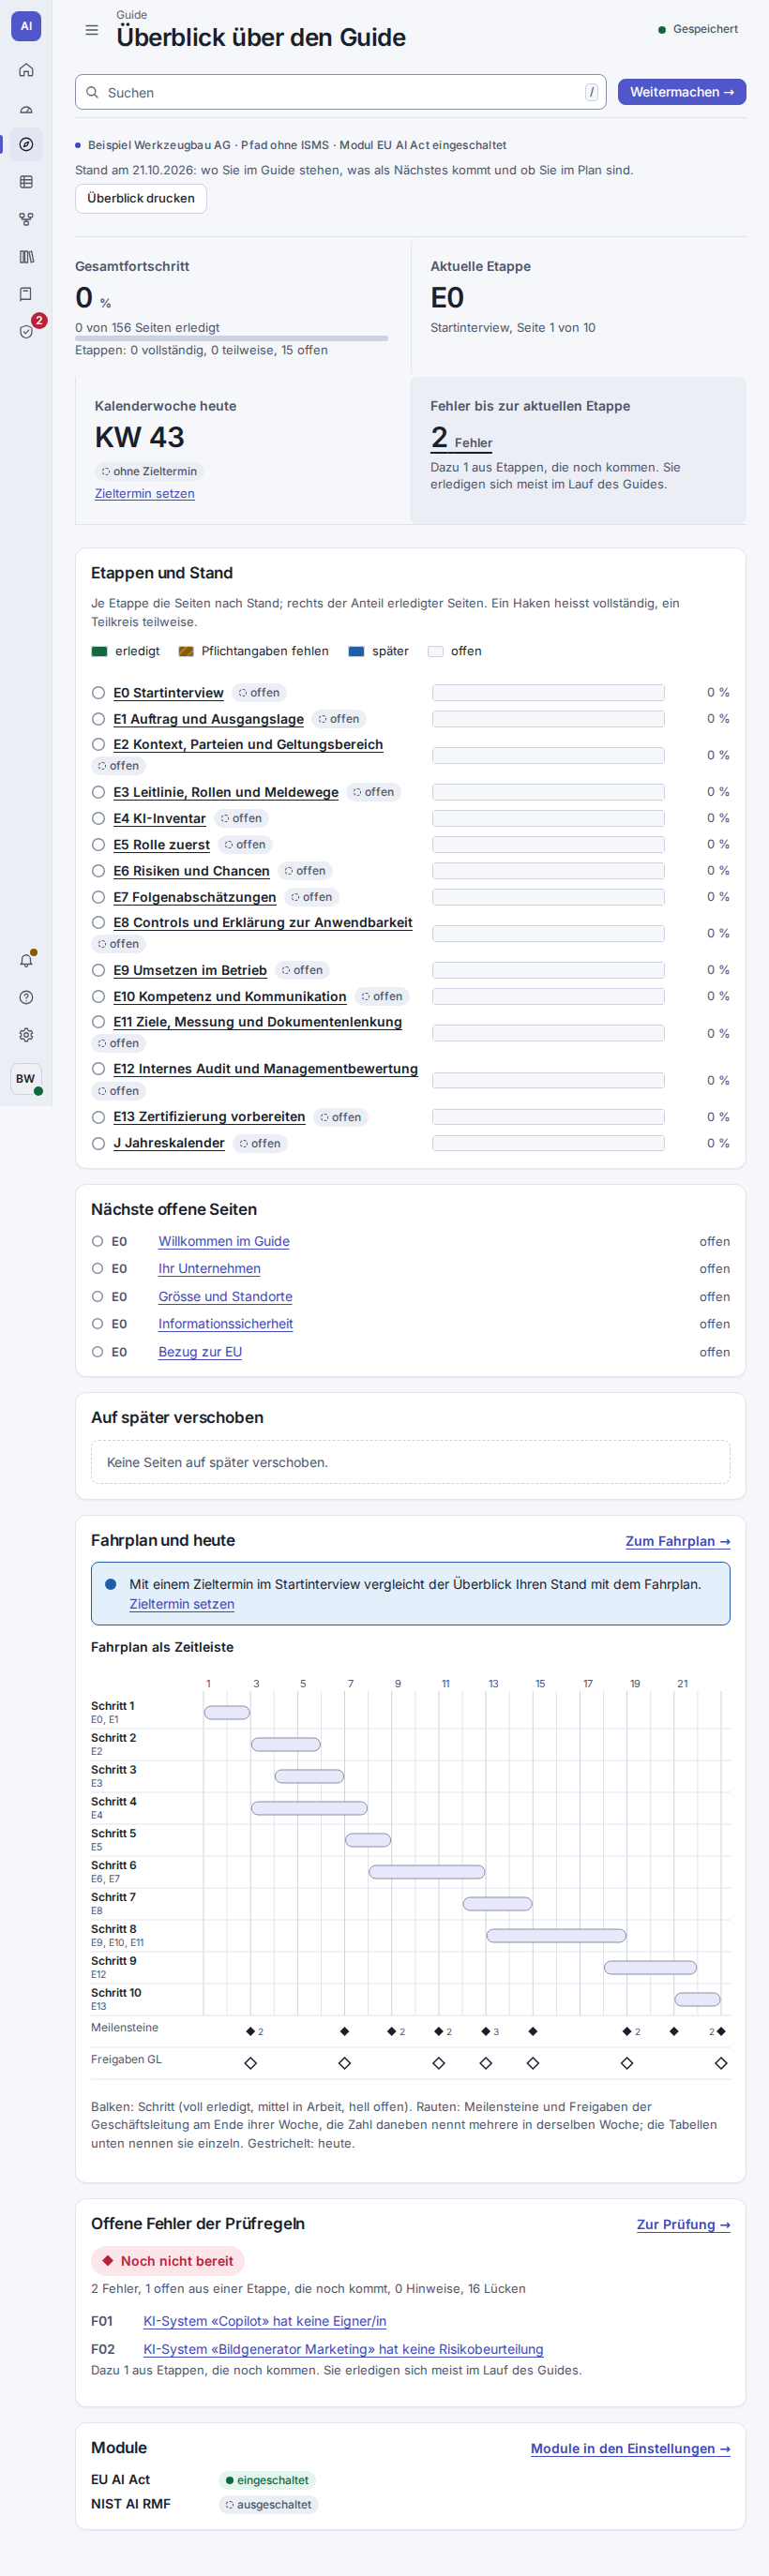 AI
Guide
Überblick über den Guide
Gespeichert
Suchen
/
Weitermachen →
Beispiel Werkzeugbau AG · Pfad ohne ISMS · Modul EU AI Act eingeschaltet
Stand am 21.10.2026: wo Sie im Guide stehen, was als Nächstes kommt und ob Sie im Plan sind.
Überblick drucken
Gesamtfortschritt
0 %
0 von 156 Seiten erledigt
Etappen: 0 vollständig, 0 teilweise, 15 offen
Aktuelle Etappe
E0
Startinterview, Seite 1 von 10
2
Kalenderwoche heute
KW 43
ohne Zieltermin
Zieltermin setzen
Fehler bis zur aktuellen Etappe
2 Fehler
Dazu 1 aus Etappen, die noch kommen. Sie
erledigen sich meist im Lauf des Guides.
Etappen und Stand
Je Etappe die Seiten nach Stand; rechts der Anteil erledigter Seiten. Ein Haken heisst vollständig, ein
Teilkreis teilweise.
erledigt
Pflichtangaben fehlen
später
offen
E0 Startinterview offen 0 %
E1 Auftrag und Ausgangslage offen 0 %
E2 Kontext, Parteien und Geltungsbereich
offen 0 %
E3 Leitlinie, Rollen und Meldewege offen 0 %
E4 KI-Inventar offen 0 %
E5 Rolle zuerst offen 0 %
E6 Risiken und Chancen offen 0 %
E7 Folgenabschätzungen offen 0 %
E8 Controls und Erklärung zur Anwendbarkeit
offen 0 %
E9 Umsetzen im Betrieb offen 0 %
E10 Kompetenz und Kommunikation offen 0 %
E11 Ziele, Messung und Dokumentenlenkung
offen 0 %
E12 Internes Audit und Managementbewertung
offen 0 %
E13 Zertifizierung vorbereiten offen 0 %
J Jahreskalender offen 0 %
BW
Nächste offene Seiten
E0 Willkommen im Guide offen
E0 Ihr Unternehmen offen
E0 Grösse und Standorte offen
E0 Informationssicherheit offen
E0 Bezug zur EU offen
Auf später verschoben
Keine Seiten auf später verschoben.
Fahrplan und heute
Zum Fahrplan →
Mit einem Zieltermin im Startinterview vergleicht der Überblick Ihren Stand mit dem Fahrplan.
Zieltermin setzen
Fahrplan als Zeitleiste
1 3 5 7 9 11 13 15 17 19 21
Schritt 1
E0, E1
Schritt 2
E2
Schritt 3
E3
Schritt 4
E4
Schritt 5
E5
Schritt 6
E6, E7
Schritt 7
E8
Schritt 8
E9, E10, E11
Schritt 9
E12
Schritt 10
E13
Meilensteine 2 2 2 3 2 2
Freigaben GL
Balken: Schritt (voll erledigt, mittel in Arbeit, hell offen). Rauten: Meilensteine und Freigaben der
Geschäftsleitung am Ende ihrer Woche, die Zahl daneben nennt mehrere in derselben Woche; die Tabellen
unten nennen sie einzeln. Gestrichelt: heute.
Offene Fehler der Prüfregeln
Zur Prüfung →
Noch nicht bereit
2 Fehler, 1 offen aus einer Etappe, die noch kommt, 0 Hinweise, 16 Lücken
F01 KI-System «Copilot» hat keine Eigner/in
F02 KI-System «Bildgenerator Marketing» hat keine Risikobeurteilung
Dazu 1 aus Etappen, die noch kommen. Sie erledigen sich meist im Lauf des Guides.
Module
Module in den Einstellungen →
EU AI Act eingeschaltet
NIST AI RMF ausgeschaltet